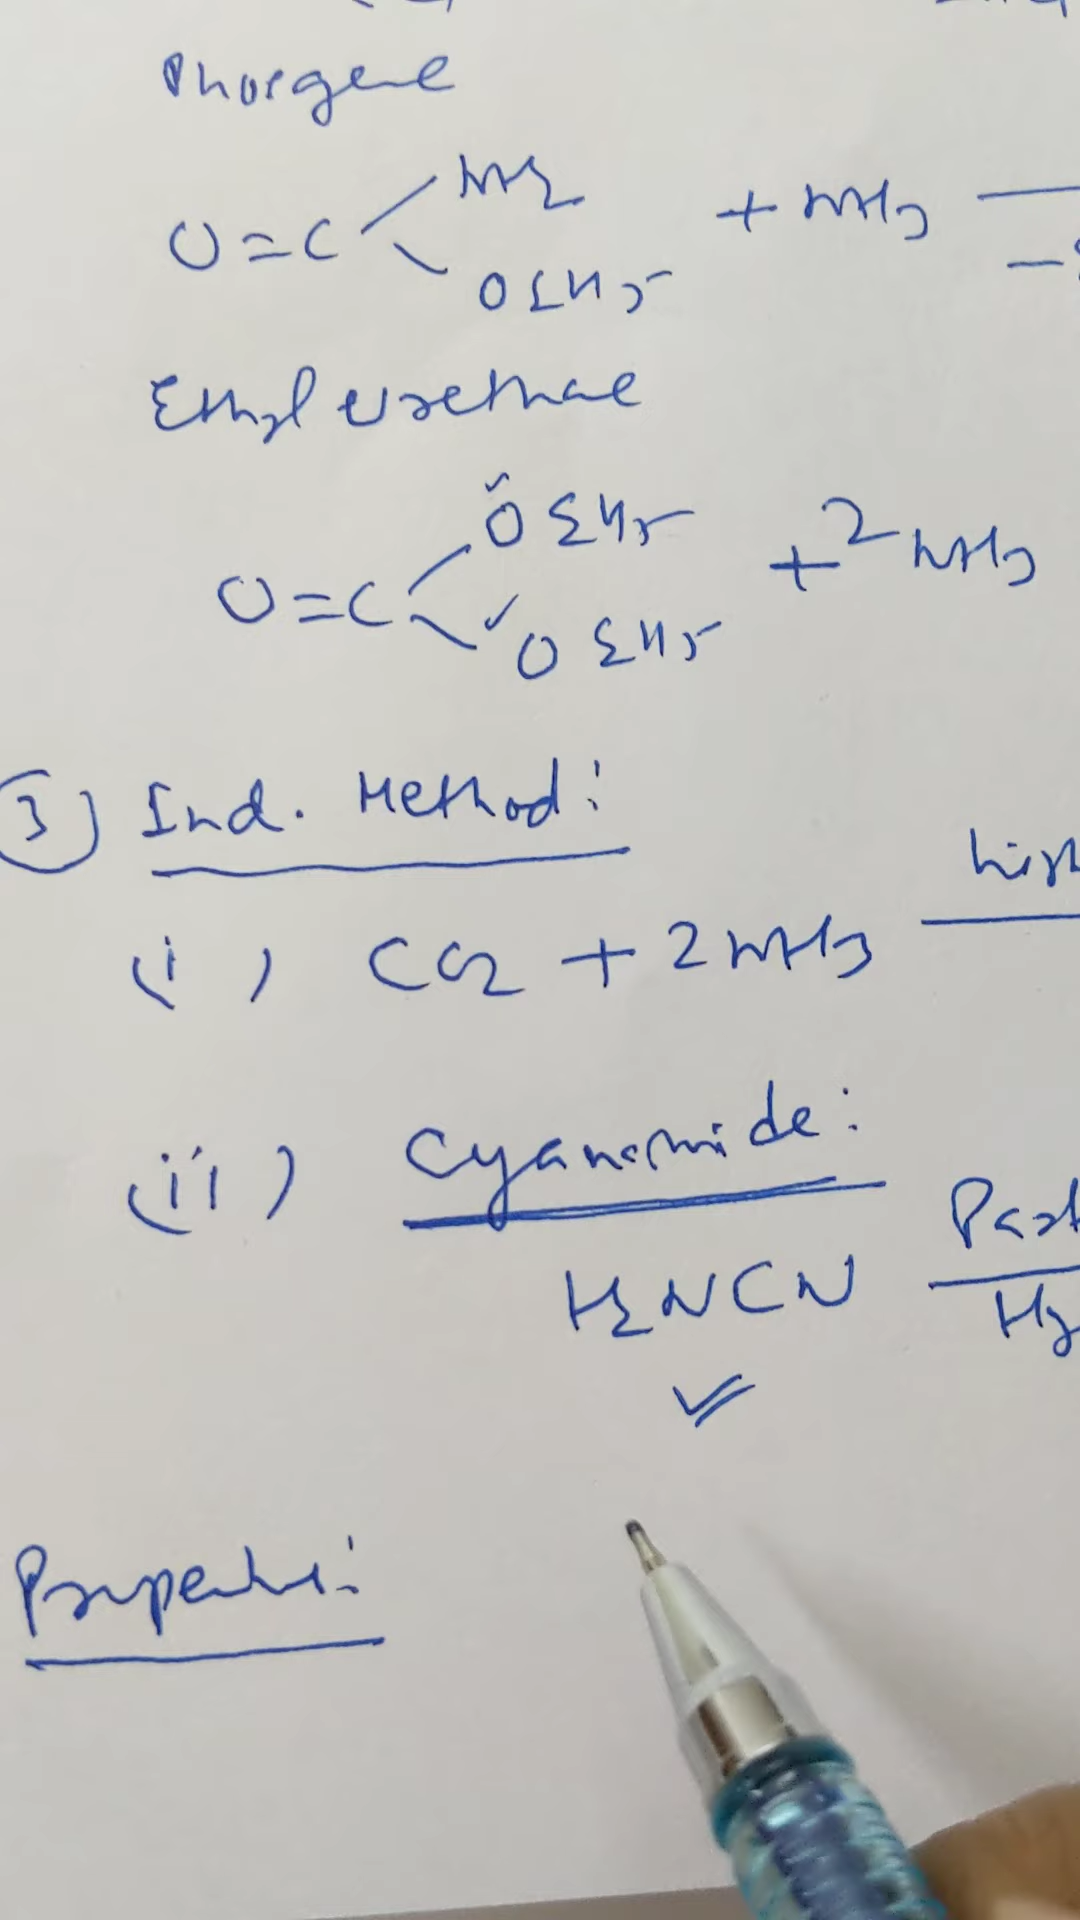 Phosgene
NH2
O=C + NH3
OC2H5
Ethyl urethane
OC2H5
O=C + 2NH3
OC2H5
3) Ind. Method:
(i) CO2 + 2NH3
(ii) Cyanamide:
H2NCN
Properties: